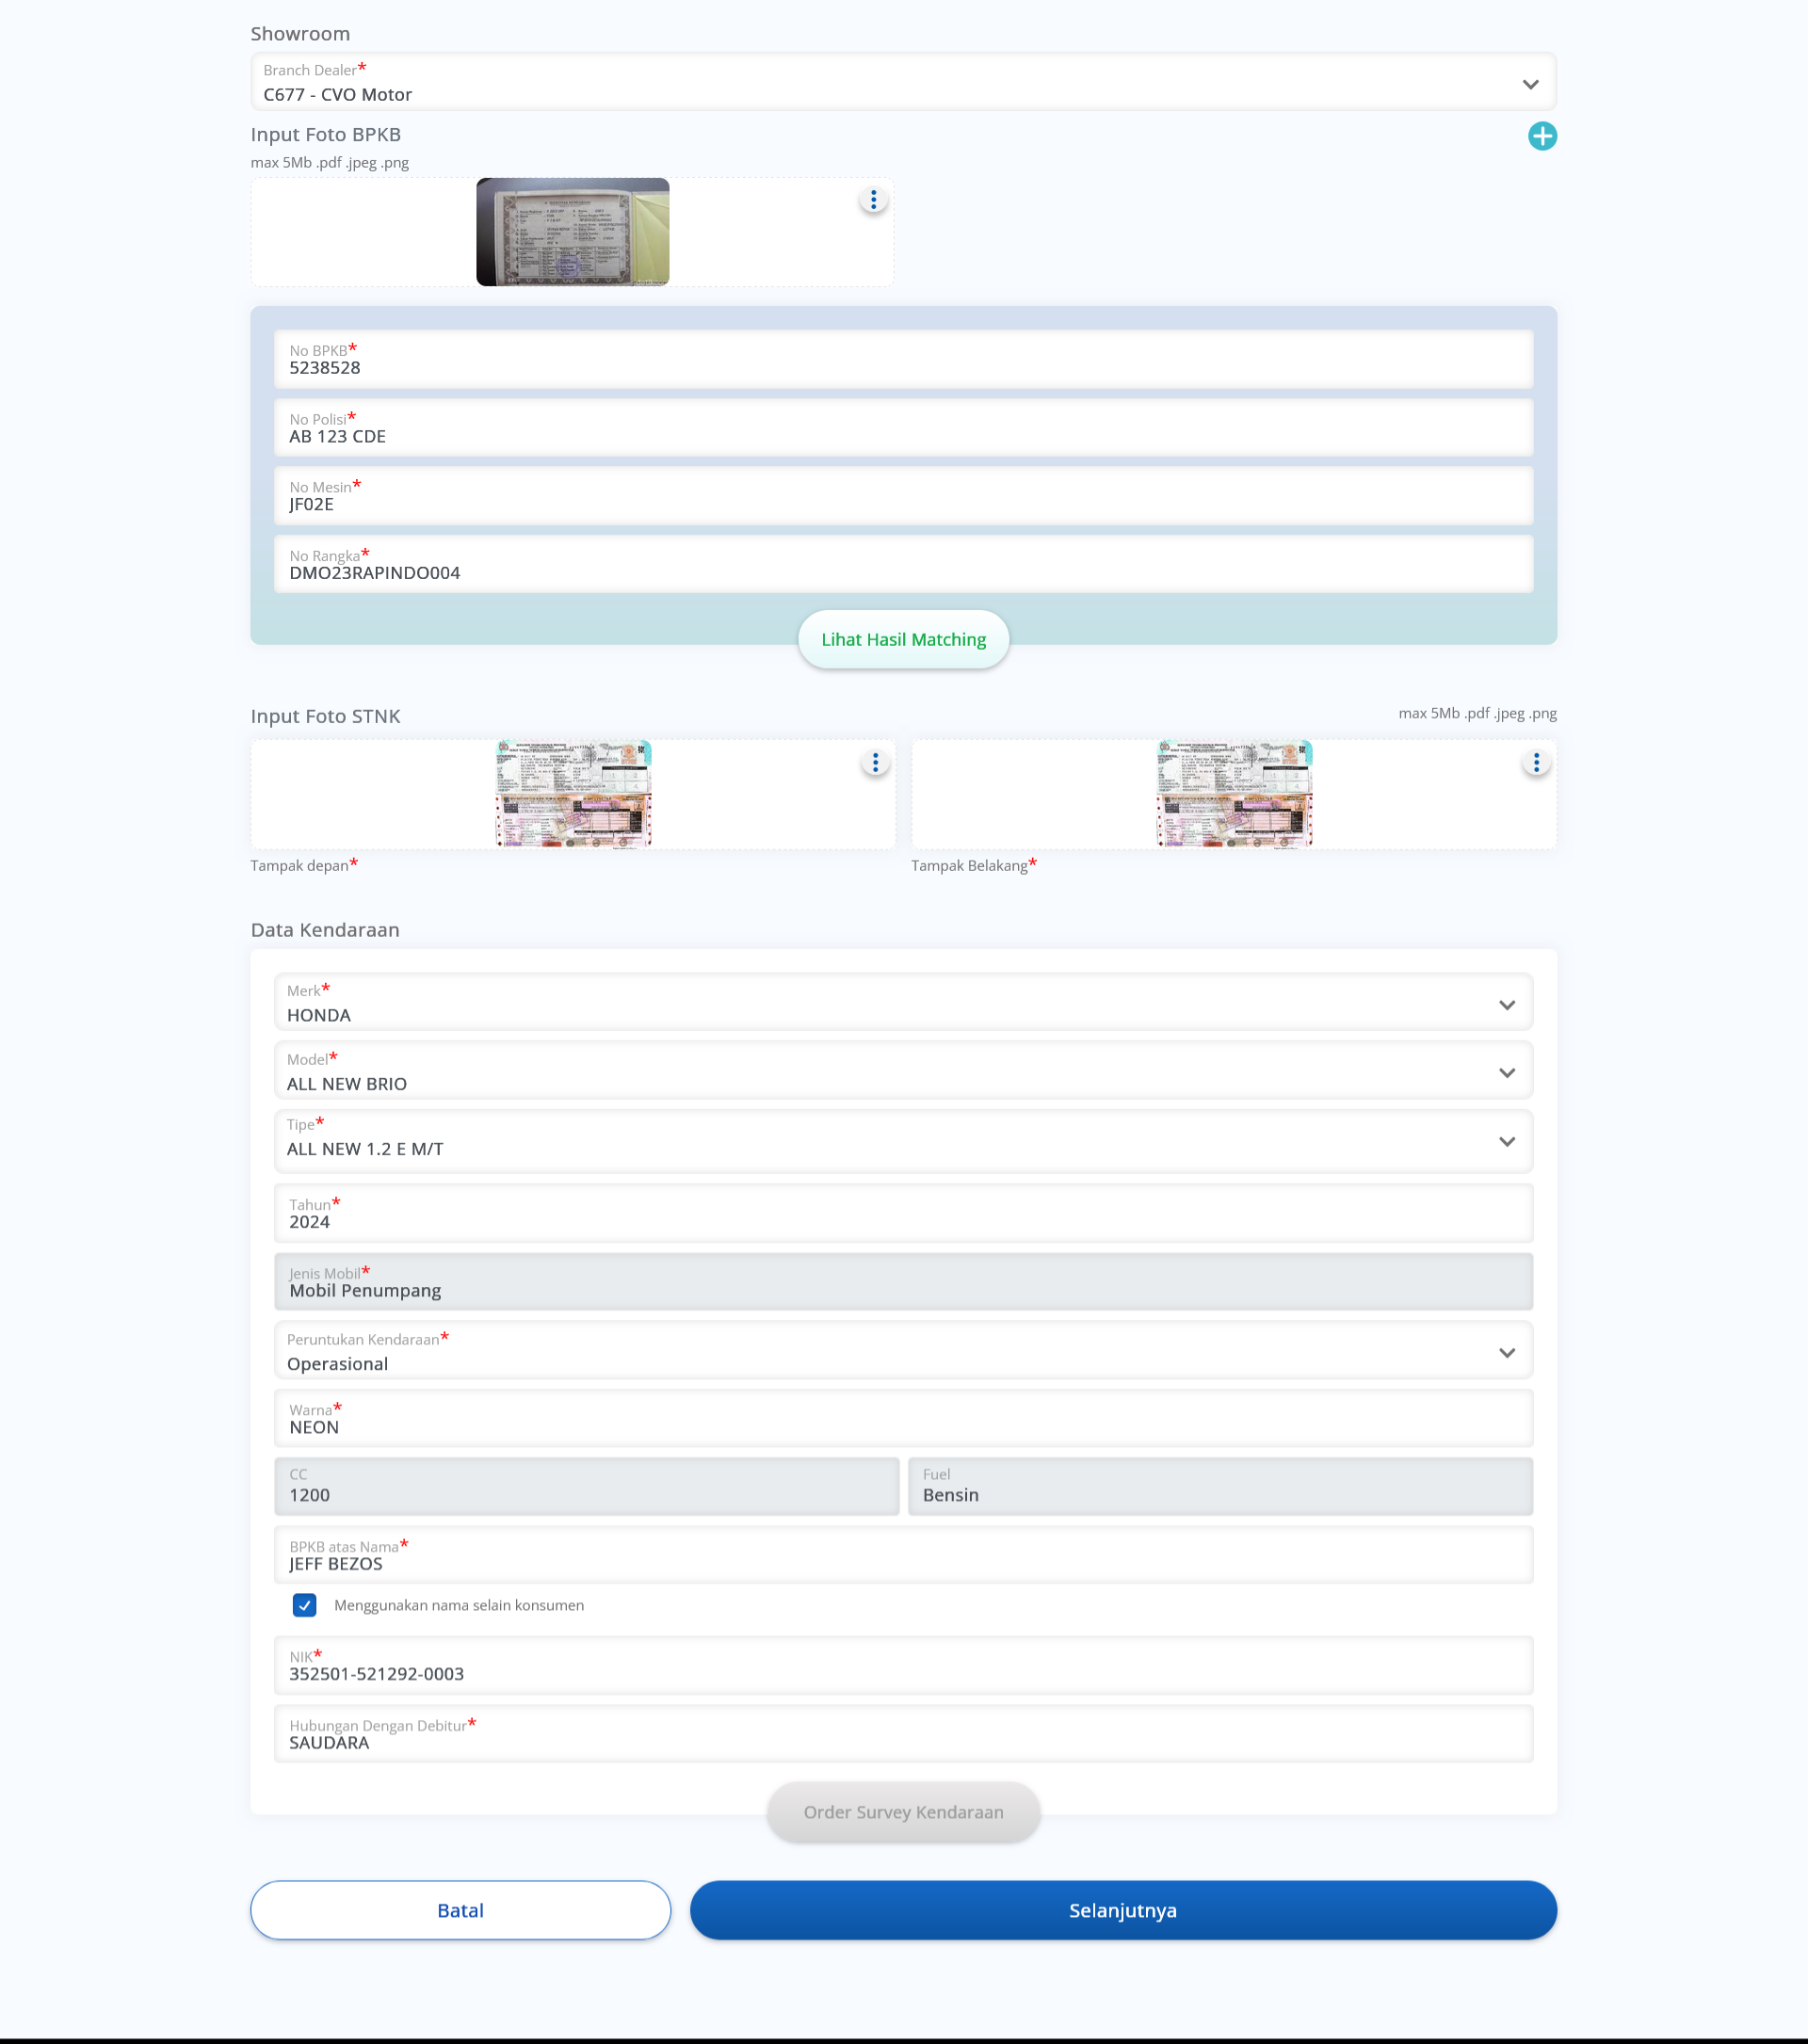 Showroom
Branch Dealer*
C677 - CVO Motor
Input Foto BPKB
max 5Mb .pdf .jpeg .png
No BPKB*
5238528
No Polisi*
AB 123 CDE
No Mesin*
JF02E
No Rangka*
DMO23RAPINDO004
Lihat Hasil Matching
Input Foto STNK
max 5Mb .pdf .jpeg .png
Tampak depan*
Tampak Belakang*
Data Kendaraan
Merk*
HONDA
Model*
ALL NEW BRIO
Tipe*
ALL NEW 1.2 E M/T
Tahun*
2024
Jenis Mobil*
Mobil Penumpang
Peruntukan Kendaraan*
Operasional
Warna*
NEON
CC
1200
Fuel
Bensin
BPKB atas Nama*
JEFF BEZOS
Menggunakan nama selain konsumen
NIK*
352501-521292-0003
Hubungan Dengan Debitur*
SAUDARA
Order Survey Kendaraan
Batal
Selanjutnya